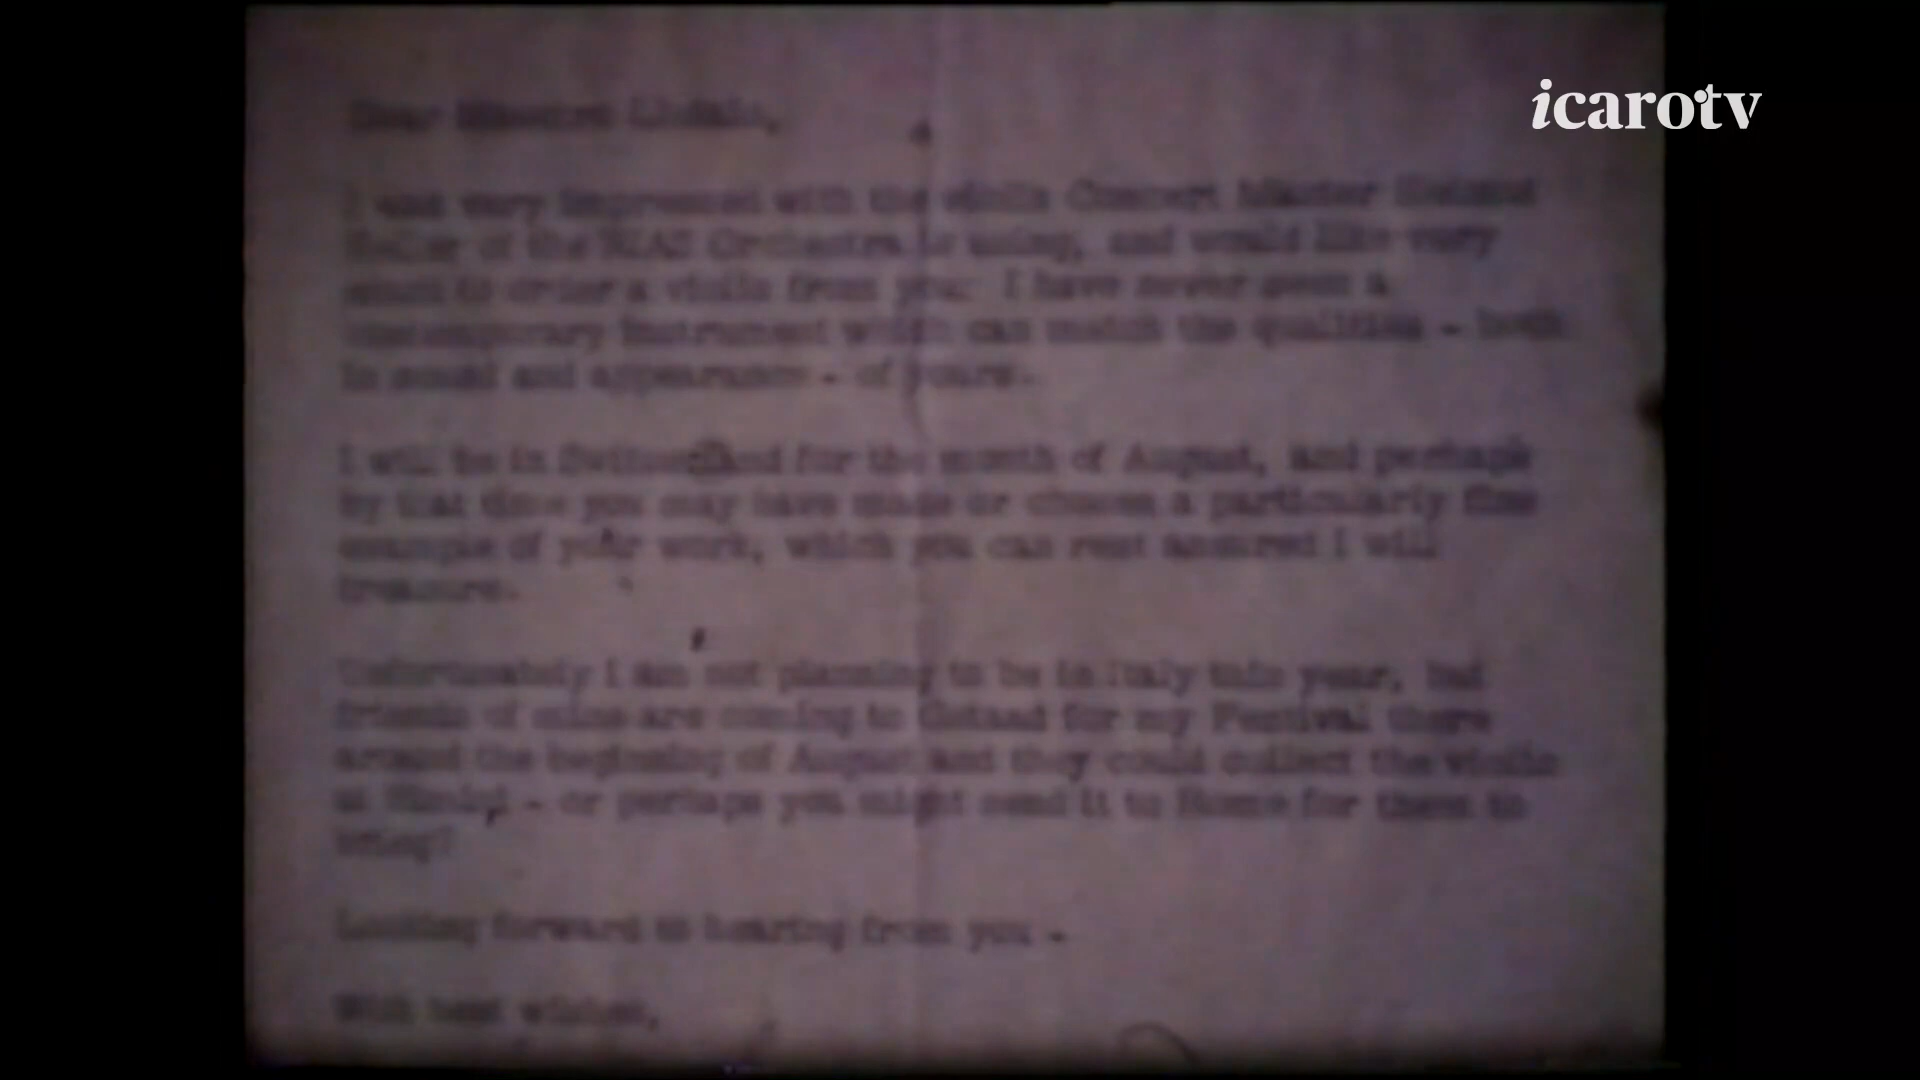 icarotv
Dear Maestro
I was very impressed with the violin Concert Master
of the RIAS Orchestra is using, and would like very
much to order a violin from you. I have never seen a
contemporary instrument which can match the qualities - both
in sound and appearance - of yours.
I will be in Switzerland for the month of August, and perhaps
by that time you may have made or chosen a particularly fine
example of your work, which you can rest assured I will
treasure.
Unfortunately I am not planning to be in Italy this year, but
friends of mine are coming to Gstaad for my Festival there
around the beginning of August and they could collect the violin
- or perhaps you might send it to Rome for them to
bring?
Looking forward to hearing from you -
With best wishes,